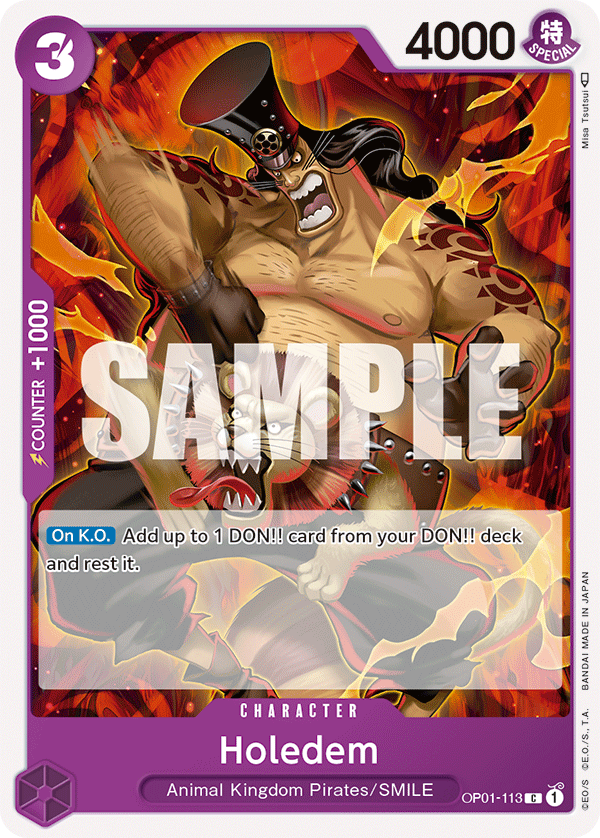 3
4000
特
SPECIAL
Misa Tsutsui
COUNTER +1000
SAMPLE
On K.O. Add up to 1 DON!! card from your DON!! deck
and rest it.
CHARACTER
Holedem
Animal Kingdom Pirates/SMILE
OP01-113 C 1
©EO/S ©E.O./S., T.A. BANDAI MADE IN JAPAN